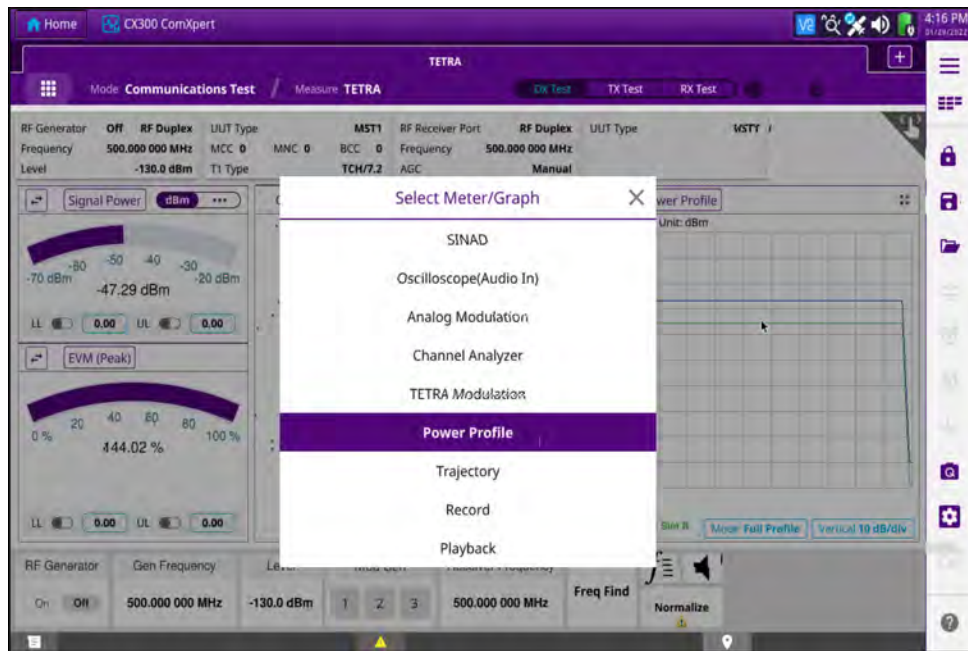 Home CX300 ComXpert 4:16 PM
01/29/2022
TETRA
Mode Communications Test / Measure TETRA DX Test TX Test RX Test
RF Generator Off RF Duplex UUT Type MST1 RF Receiver Port RF Duplex UUT Type
Frequency 500.000 000 MHz MCC 0 MNC 0 BCC 0 Frequency 500.000 000 MHz
Level -130.0 dBm T1 Type TCH/7.2 AGC Manual
Signal Power dBm ...
wer Profile
Unit: dBm
-70 dBm -60 -50 -40 -30 -20 dBm
-47.29 dBm
LL 0.00 UL 0.00
EVM (Peak)
0 % 20 40 60 80 100 %
444.02 %
LL 0.00 UL 0.00
Select Meter/Graph
SINAD
Oscilloscope(Audio In)
Analog Modulation
Channel Analyzer
TETRA Modulation
Power Profile
Trajectory
Record
Playback
Mode Full Profile Vertical 10 dB/div
RF Generator Gen Frequency
On Off 500.000 000 MHz -130.0 dBm 1 2 3 500.000 000 MHz Freq Find
Normalize